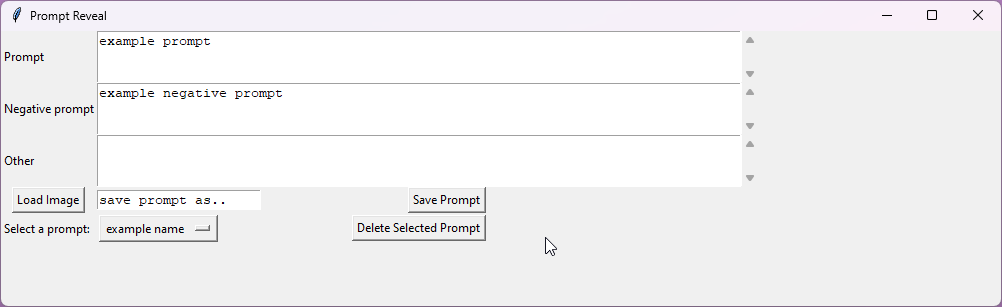 Prompt Reveal
Prompt
example prompt
Negative prompt
example negative prompt
Other
Load Image
save prompt as..
Save Prompt
Select a prompt:
example name
Delete Selected Prompt